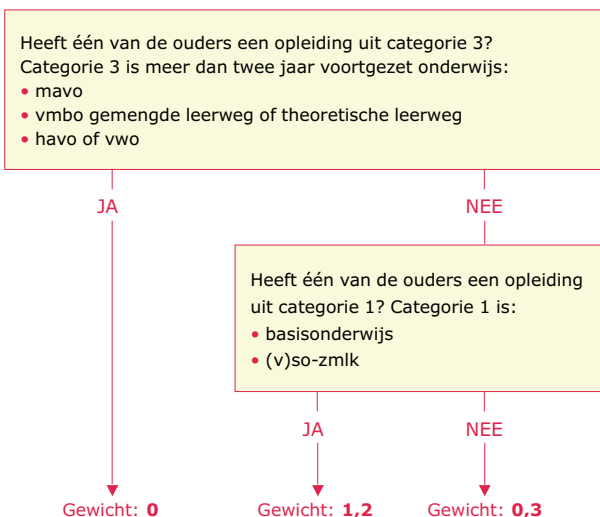 Heeft één van de ouders een opleiding uit categorie 3?
Categorie 3 is meer dan twee jaar voortgezet onderwijs:
• mavo
• vmbo gemengde leerweg of theoretische leerweg
• havo of vwo
JA
NEE
Heeft één van de ouders een opleiding
uit categorie 1? Categorie 1 is:
• basisonderwijs
• (v)so-zmlk
JA
NEE
Gewicht: 0
Gewicht: 1,2
Gewicht: 0,3